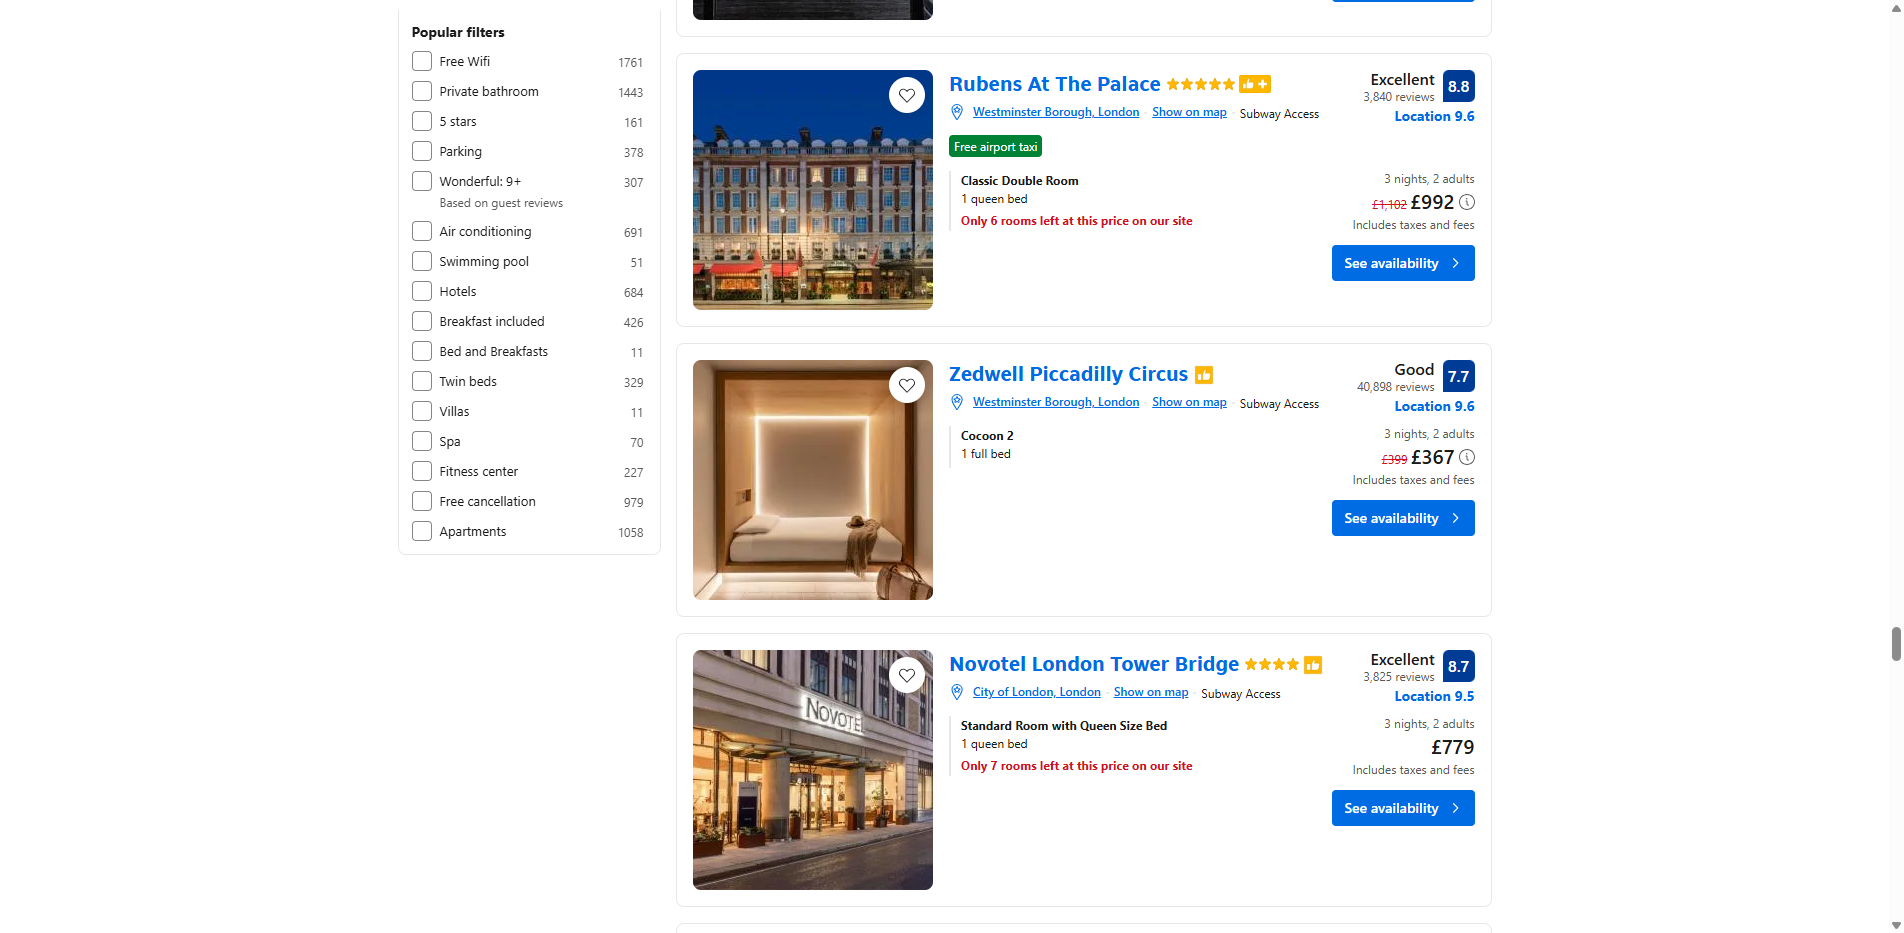 Popular filters
Free Wifi 1761
Private bathroom 1443
5 stars 161
Parking 378
Wonderful: 9+ 307
Based on guest reviews
Air conditioning 691
Swimming pool 51
Hotels 684
Breakfast included 426
Bed and Breakfasts 11
Twin beds 329
Villas 11
Spa 70
Fitness center 227
Free cancellation 979
Apartments 1058
Rubens At The Palace
Westminster Borough, London Show on map Subway Access
Free airport taxi
Classic Double Room
1 queen bed
Only 6 rooms left at this price on our site
Excellent 8.8
3,840 reviews
Location 9.6
3 nights, 2 adults
£1,102 £992
Includes taxes and fees
See availability
Zedwell Piccadilly Circus
Westminster Borough, London Show on map Subway Access
Cocoon 2
1 full bed
Good 7.7
40,898 reviews
Location 9.6
3 nights, 2 adults
£399 £367
Includes taxes and fees
See availability
NOVOTEL
Novotel London Tower Bridge
City of London, London Show on map Subway Access
Standard Room with Queen Size Bed
1 queen bed
Only 7 rooms left at this price on our site
Excellent 8.7
3,825 reviews
Location 9.5
3 nights, 2 adults
£779
Includes taxes and fees
See availability